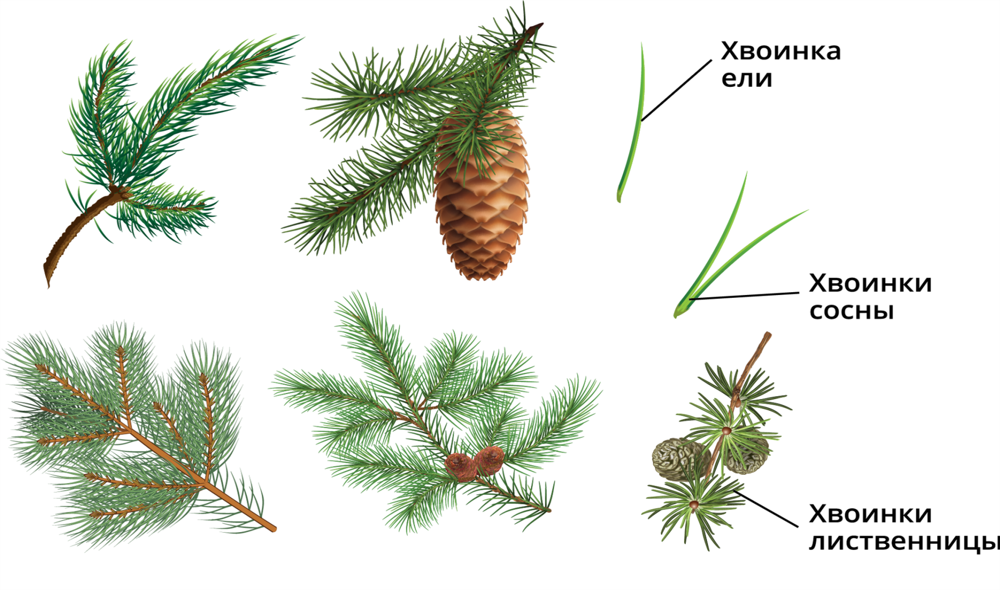 Хвоинка
ели
Хвоинки
сосны
Хвоинки
лиственницы